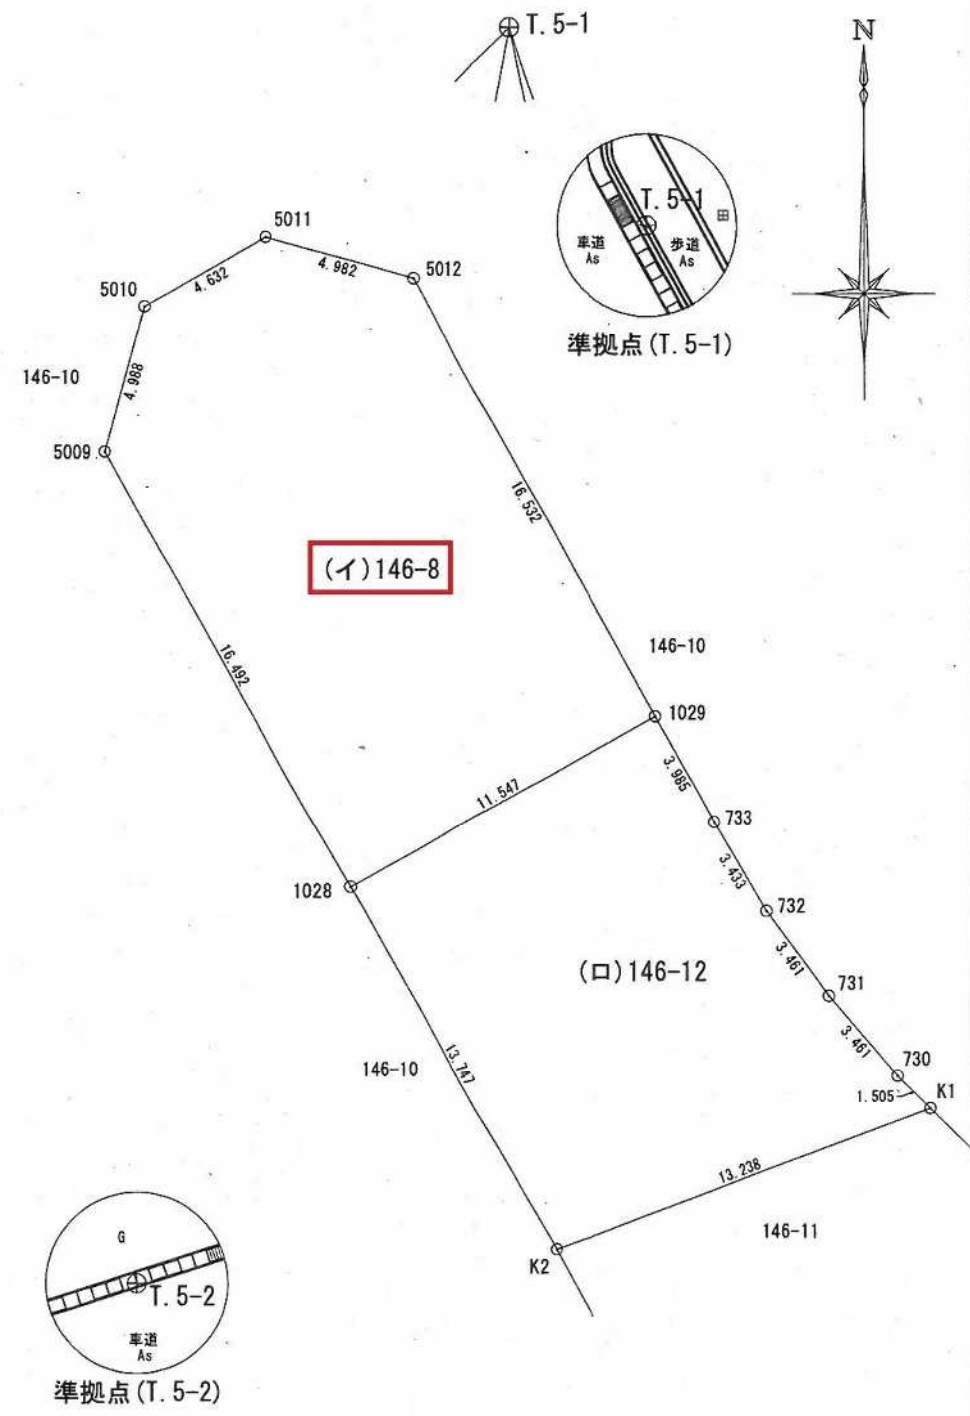 T. 5-1
N
T. 5-1
車道
As
歩道
As
田
準拠点(T. 5-1)
5011
4.632
4.982
5012
5010
4.988
146-10
5009
16.532
(イ)146-8
16.492
146-10
1029
11.547
3.985
733
1028
3.433
732
(ロ)146-12
3.461
731
146-10
13.747
3.461
730
1.505
K1
13.238
146-11
K2
G
T. 5-2
車道
As
準拠点(T. 5-2)